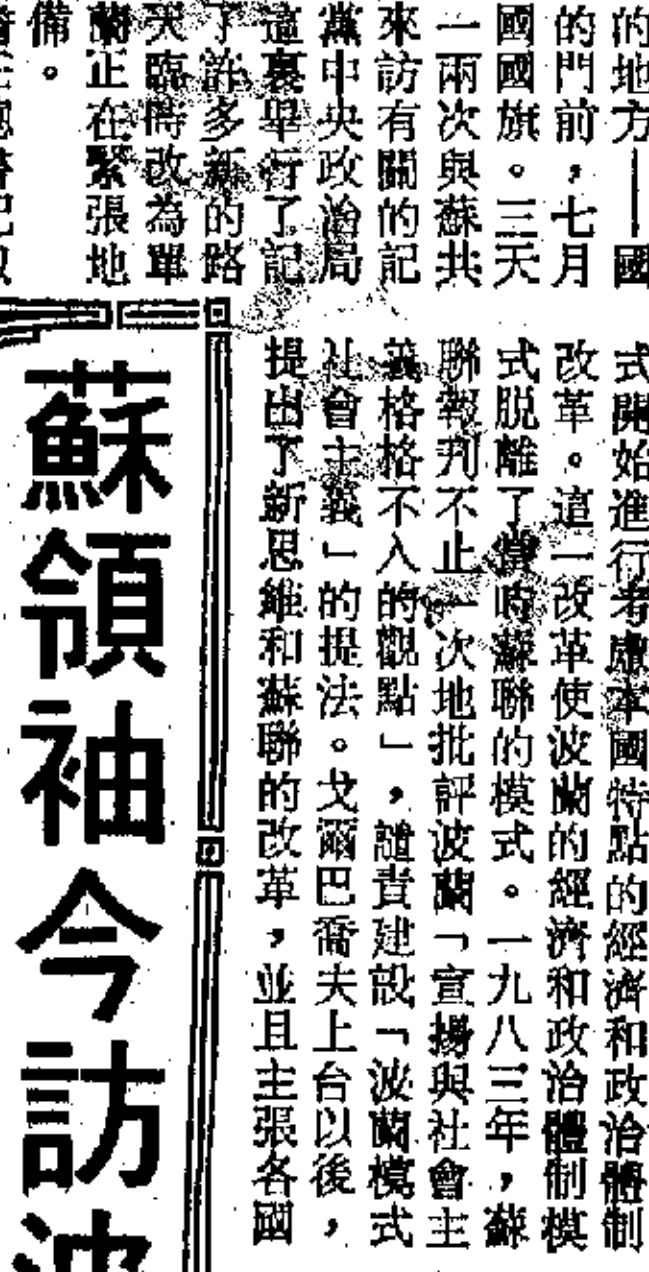 的地方——國
的門前，七月
國國旗。三天
一兩次與蘇共
來訪有關的記
黨中央政治局
這裏舉行了記
了許多新的路
天臨時改為單
蘭正在緊張地
備。
式開始進行考慮本國特點的經濟和政治體制
改革。這一改革使波蘭的經濟和政治體制模
式脱離了當時蘇聯的模式。一九八三年，蘇
聯報刋不止一次地批評波蘭「宣揚與社會主
義格格不入的觀點」，譴責建設「波蘭模式
社會主義」的提法。戈爾巴喬夫上台以後，
提出了新思維和蘇聯的改革，並且主張各國
蘇領袖今訪波